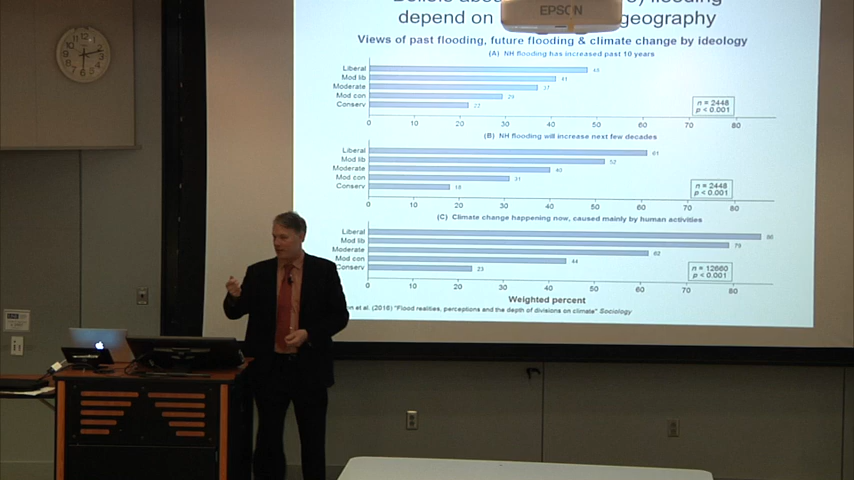 flooding
depend on geography
EPSON
Views of past flooding, future flooding & climate change by ideology
(A) NH flooding has increased past 10 years
Liberal 48
Mod lib 41
Moderate 37
Mod con 29
Conserv 22
n = 2448
p < 0.001
0 10 20 30 40 50 60 70 80
(B) NH flooding will increase next few decades
Liberal 61
Mod lib 52
Moderate 40
Mod con 31
Conserv 18
n = 2448
p < 0.001
0 10 20 30 40 50 60 70 80
(C) Climate change happening now, caused mainly by human activities
Liberal 86
Mod lib 79
Moderate 62
Mod con 44
Conserv 23
n = 12660
p < 0.001
0 10 20 30 40 50 60 70 80
Weighted percent
et al. (2016) "Flood realities, perceptions and the depth of divisions on climate" Sociology